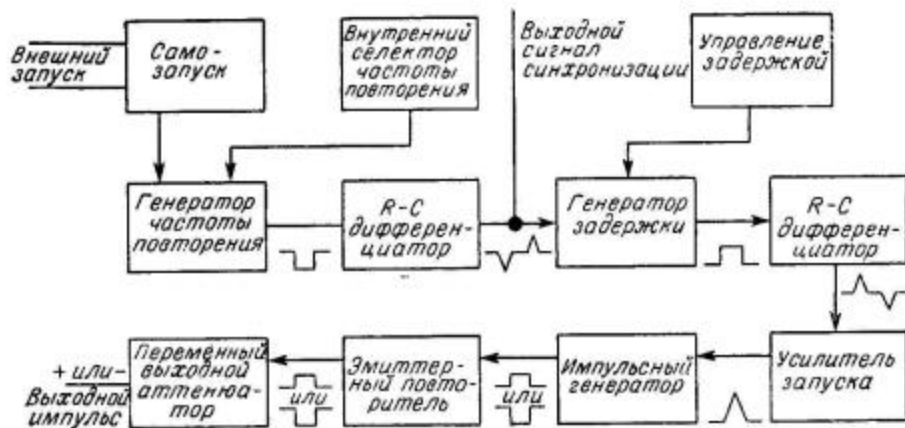 Внешний
запуск
Само-
запуск
Внутренний
селектор
частоты
повторения
Выходной
сигнал
синхронизации
Управление
задержкой
Генератор
частоты
повторения
R-C
дифферен-
циатор
Генератор
задержки
R-C
дифферен-
циатор
+ или-
Выходной
импульс
Переменный
выходной
аттенюа-
тор
или
Эмиттер-
ный повто-
ритель
или
Импульсный
генератор
Усилитель
запуска